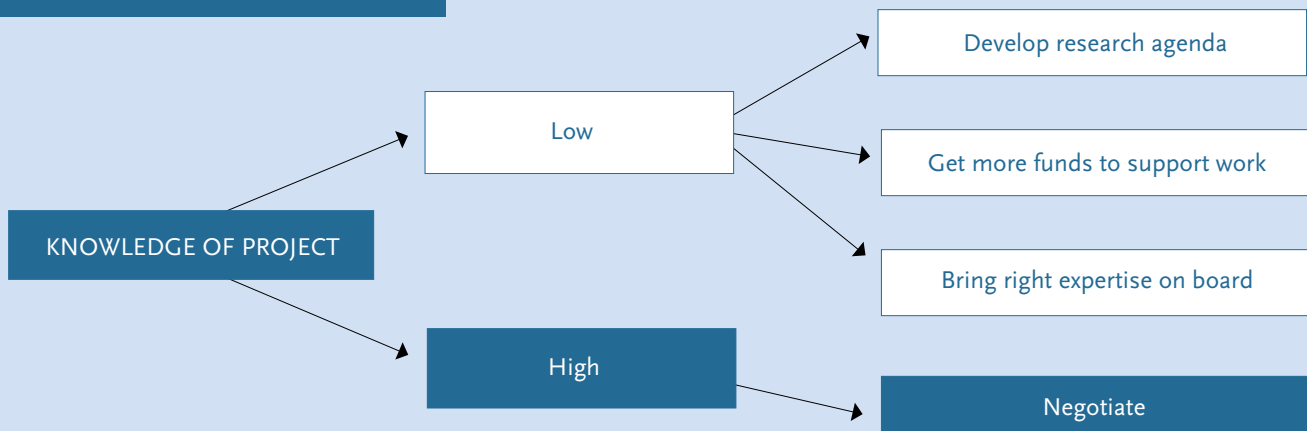 Develop research agenda
Low
Get more funds to support work
KNOWLEDGE OF PROJECT
Bring right expertise on board
High
Negotiate